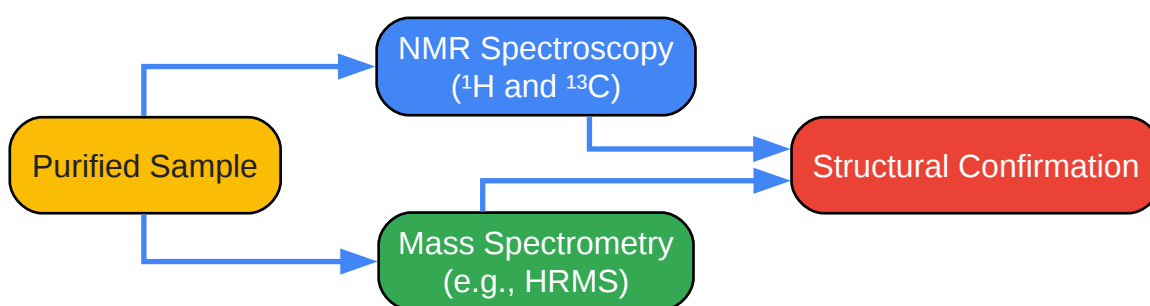 NMR Spectroscopy
(¹H and ¹³C)
Purified Sample
Structural Confirmation
Mass Spectrometry
(e.g., HRMS)